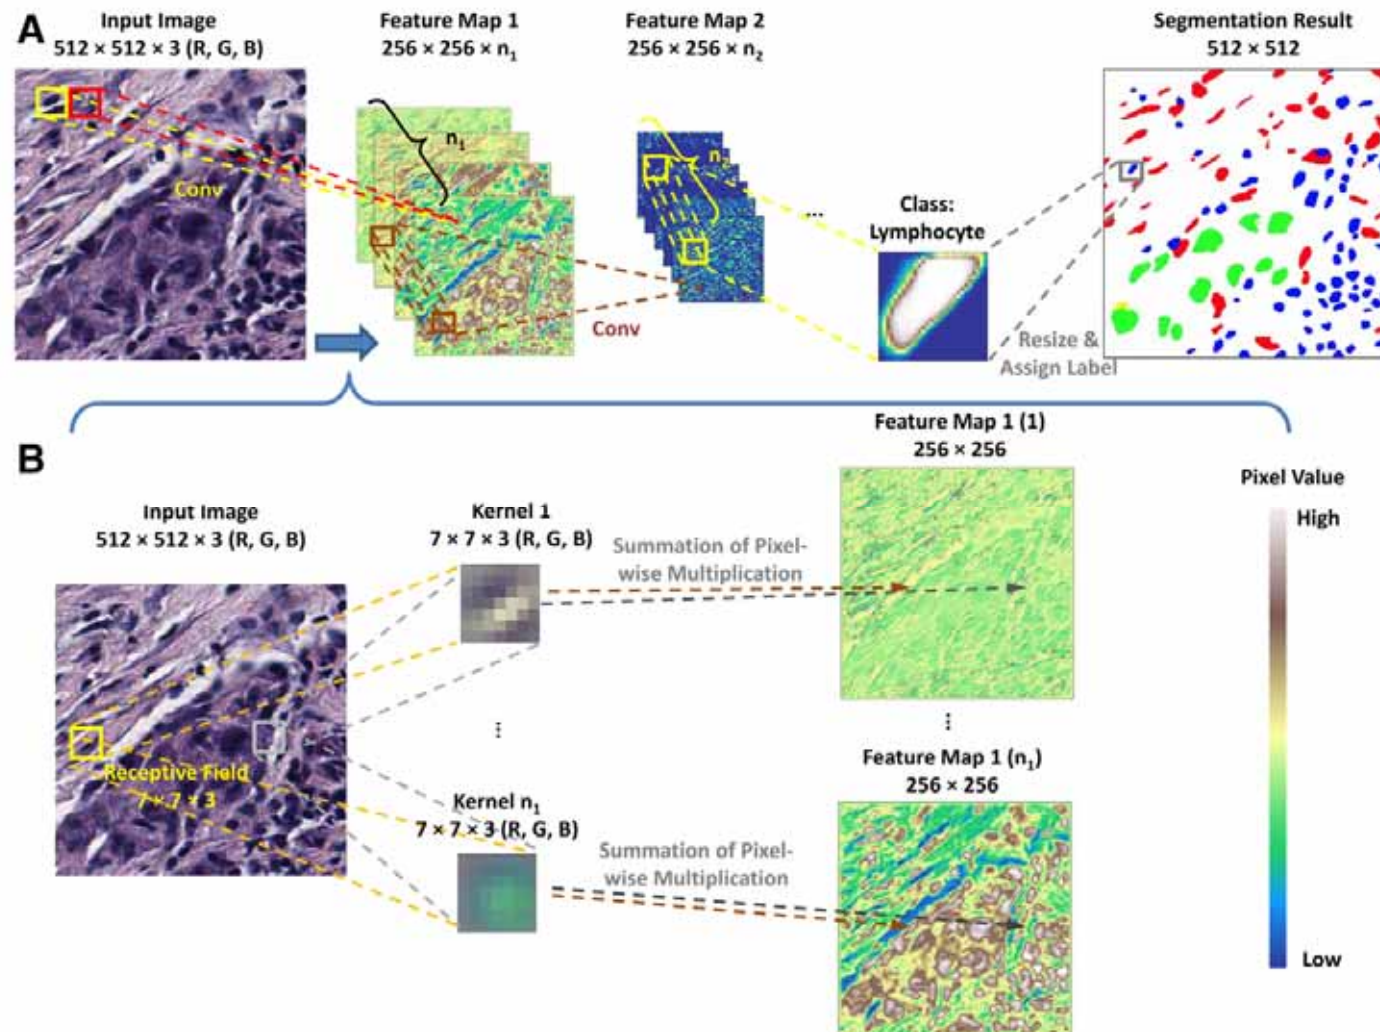 A
Input Image
512 × 512 × 3 (R, G, B)
Feature Map 1
256 × 256 × n₁
Feature Map 2
256 × 256 × n₂
Segmentation Result
512 × 512
n₁
n₂
Conv
...
Class:
Lymphocyte
Conv
Resize &
Assign Label
B
Input Image
512 × 512 × 3 (R, G, B)
Receptive Field
7 × 7 × 3
Kernel 1
7 × 7 × 3 (R, G, B)
Summation of Pixel-
wise Multiplication
...
Kernel n₁
7 × 7 × 3 (R, G, B)
Summation of Pixel-
wise Multiplication
Feature Map 1 (1)
256 × 256
...
Feature Map 1 (n₁)
256 × 256
Pixel Value
High
Low